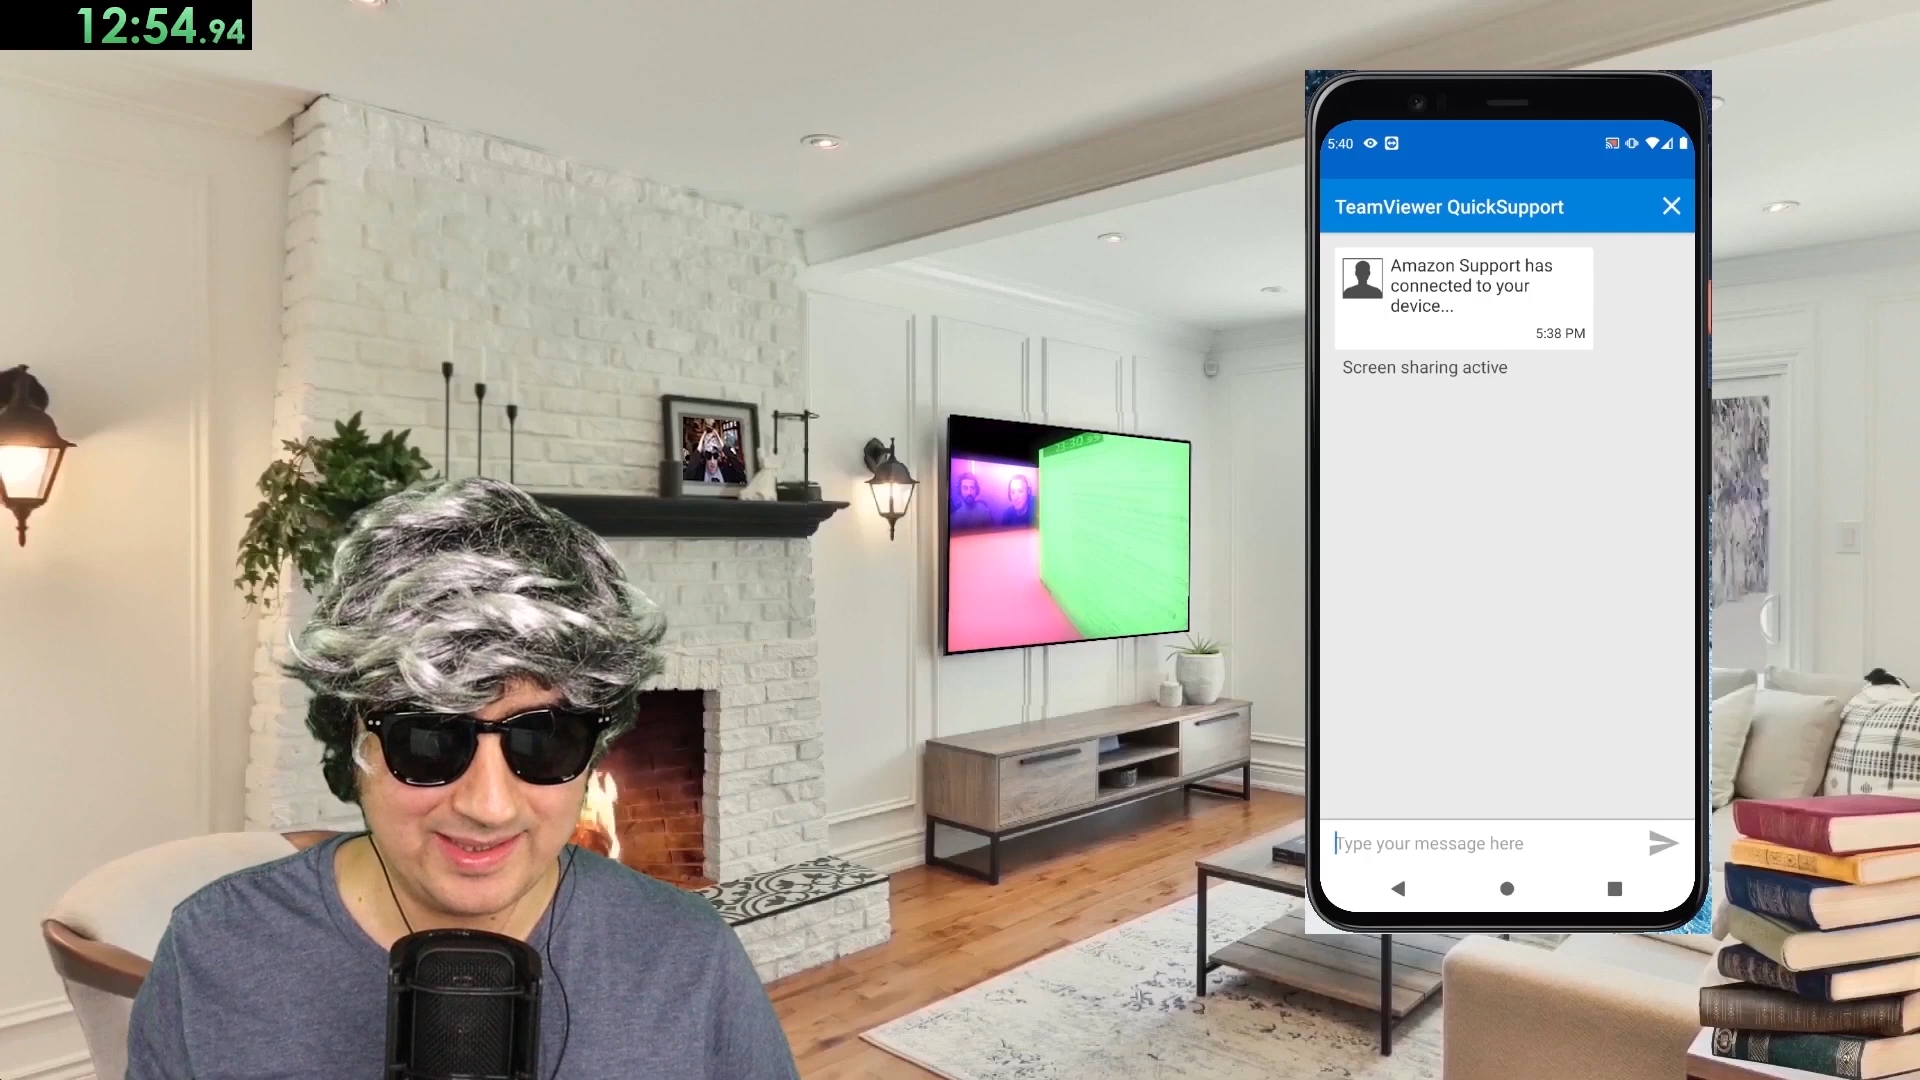 12:54.94
5:40
TeamViewer QuickSupport
Amazon Support has
connected to your
device...
5:38 PM
Screen sharing active
Type your message here